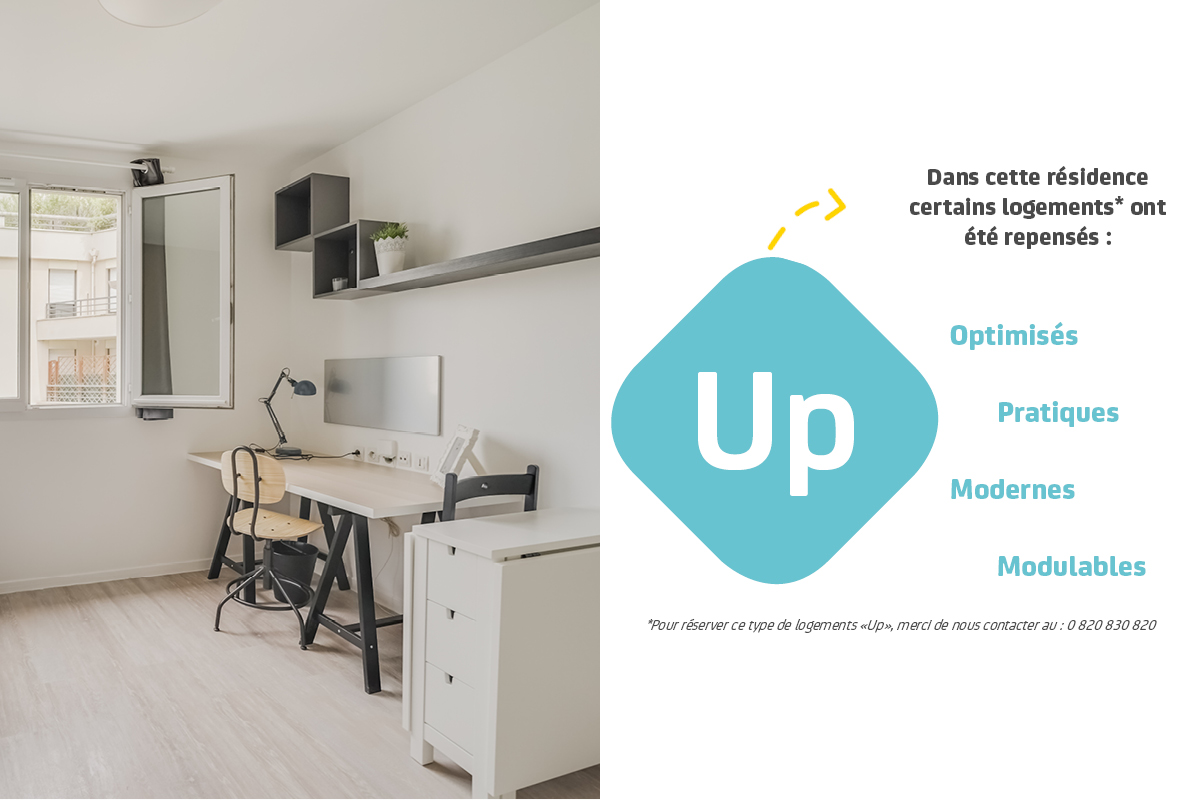 Dans cette résidence
certains logements* ont
été repensés :
Up
Optimisés
Pratiques
Modernes
Modulables
*Pour réserver ce type de logements «Up», merci de nous contacter au : 0 820 830 820